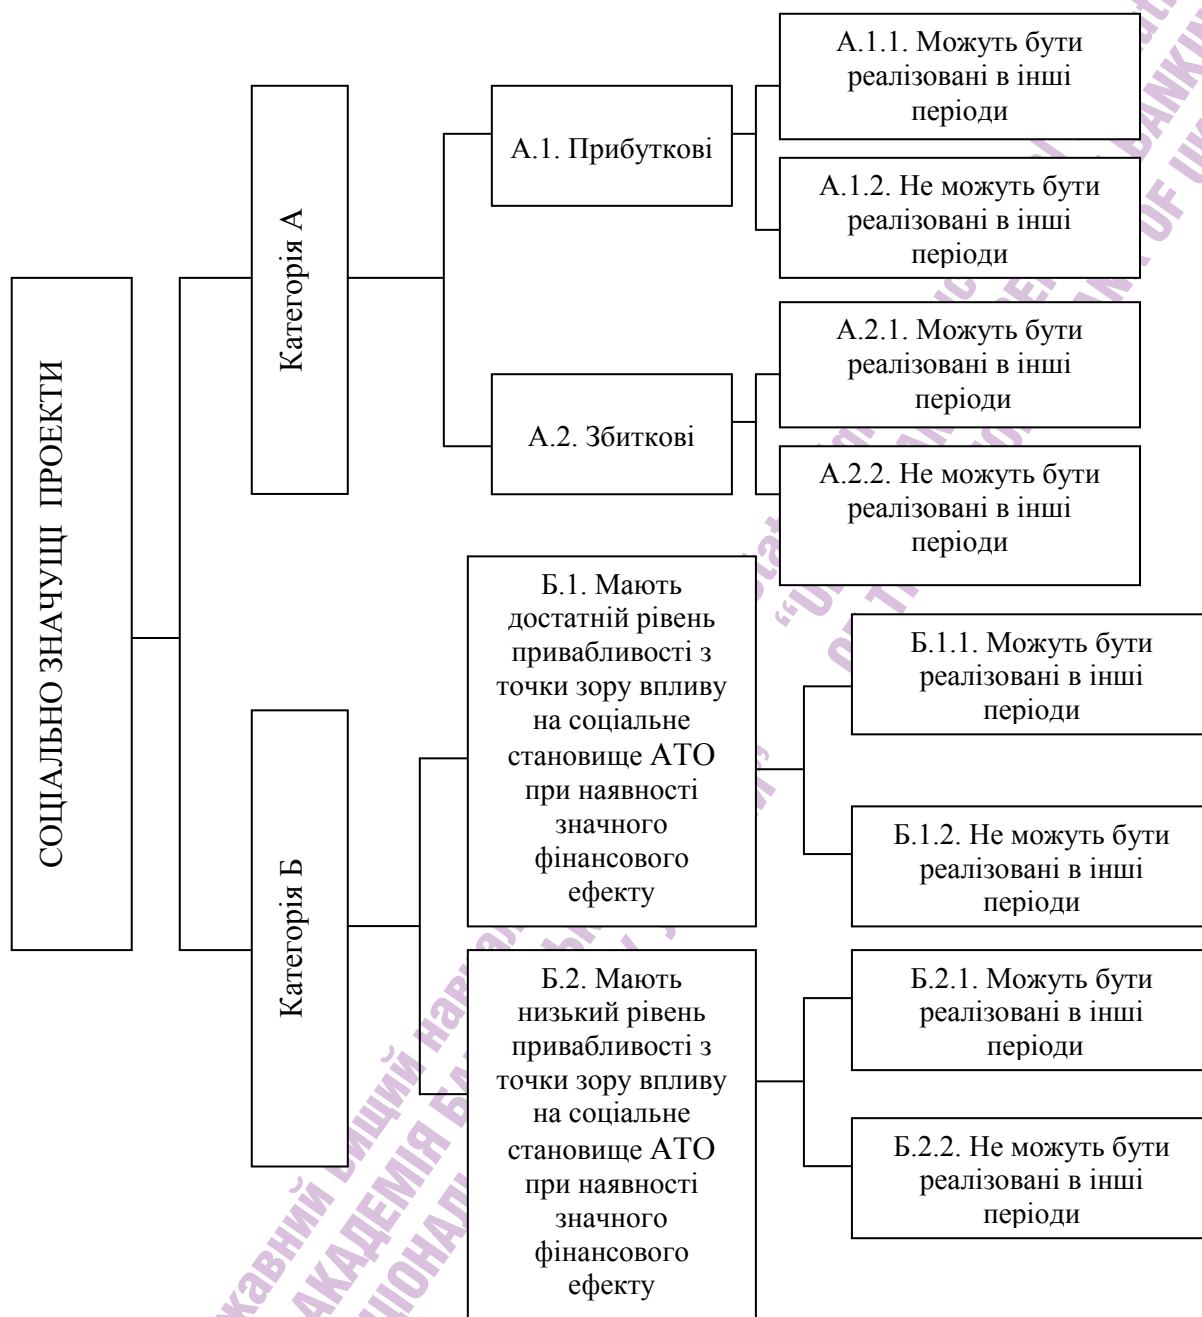 СОЦІАЛЬНО ЗНАЧУЩІ ПРОЕКТИ
Категорія А
А.1. Прибуткові
А.1.1. Можуть бути
реалізовані в інші
періоди
А.1.2. Не можуть бути
реалізовані в інші
періоди
А.2. Збиткові
А.2.1. Можуть бути
реалізовані в інші
періоди
А.2.2. Не можуть бути
реалізовані в інші
періоди
Категорія Б
Б.1. Мають
достатній рівень
привабливості з
точки зору впливу
на соціальне
становище АТО
при наявності
значного
фінансового
ефекту
Б.1.1. Можуть бути
реалізовані в інші
періоди
Б.1.2. Не можуть бути
реалізовані в інші
періоди
Б.2. Мають
низький рівень
привабливості з
точки зору впливу
на соціальне
становище АТО
при наявності
значного
фінансового
ефекту
Б.2.1. Можуть бути
реалізовані в інші
періоди
Б.2.2. Не можуть бути
реалізовані в інші
періоди
вищий
АКАДЕМІЯ
OF